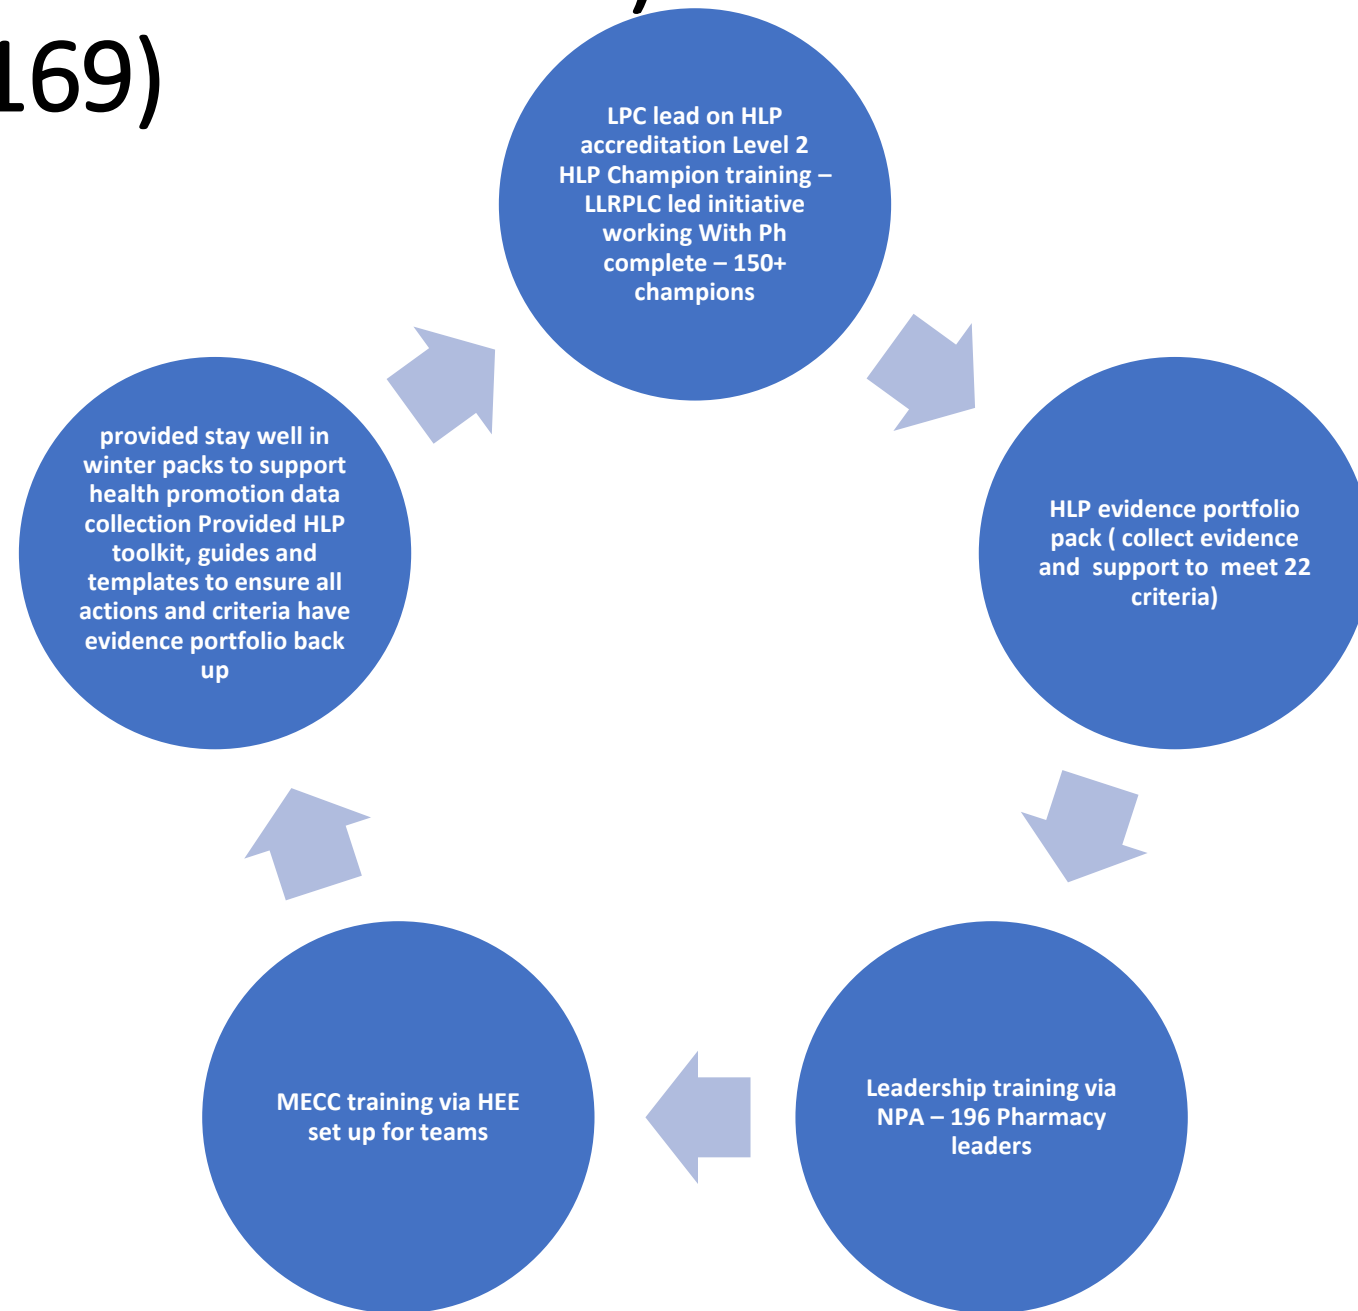 169)
LPC lead on HLP
accreditation Level 2
HLP Champion training –
LLRPLC led initiative
working With Ph
complete – 150+
champions
HLP evidence portfolio
pack ( collect evidence
and support to meet 22
criteria)
Leadership training via
NPA – 196 Pharmacy
leaders
MECC training via HEE
set up for teams
provided stay well in
winter packs to support
health promotion data
collection Provided HLP
toolkit, guides and
templates to ensure all
actions and criteria have
evidence portfolio back
up